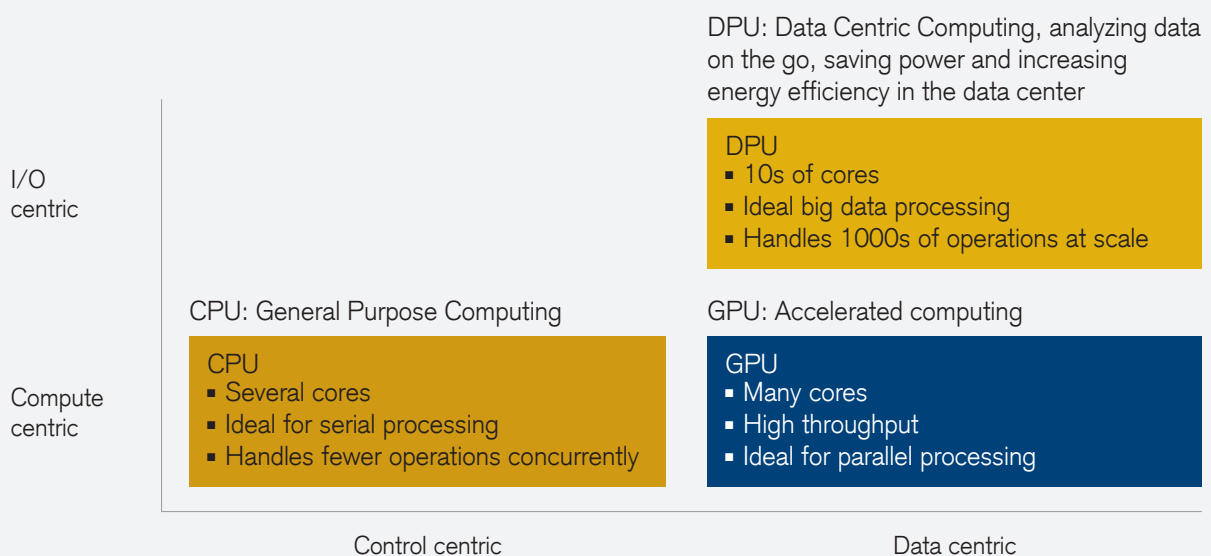 DPU: Data Centric Computing, analyzing data
on the go, saving power and increasing
energy efficiency in the data center
I/O
centric
DPU
▪ 10s of cores
▪ Ideal big data processing
▪ Handles 1000s of operations at scale
CPU: General Purpose Computing
GPU: Accelerated computing
Compute
centric
CPU
▪ Several cores
▪ Ideal for serial processing
▪ Handles fewer operations concurrently
GPU
▪ Many cores
▪ High throughput
▪ Ideal for parallel processing
Control centric
Data centric